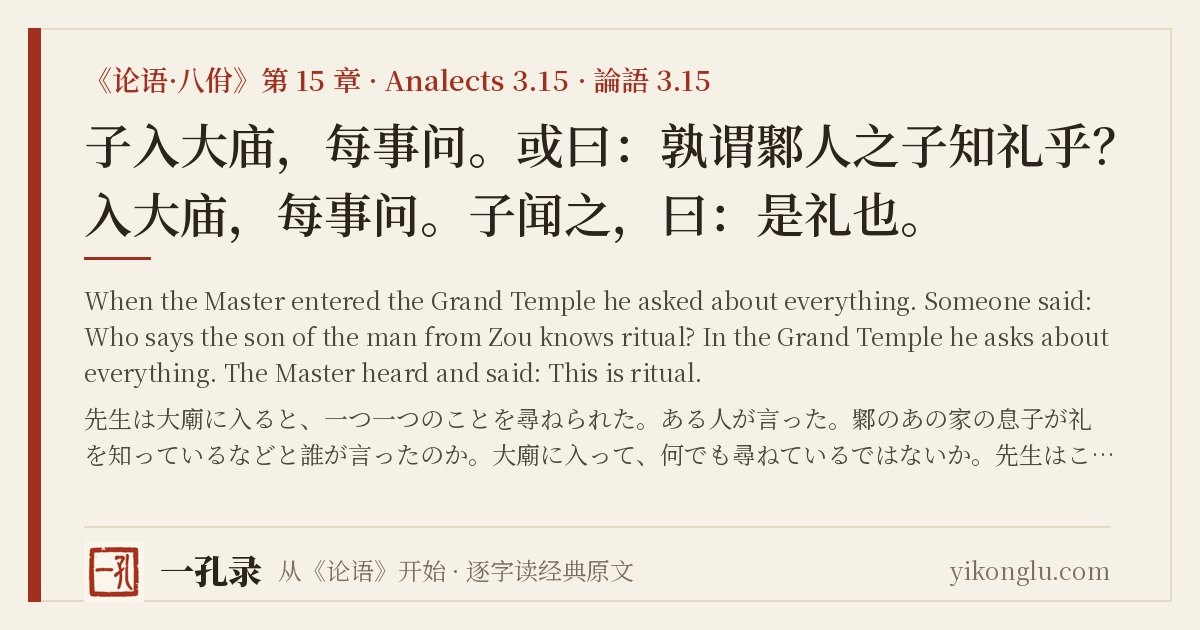 《论语·八佾》第 15 章 · Analects 3.15 · 論語 3.15
子入大庙，每事问。或曰：孰谓鄹人之子知礼乎？
入大庙，每事问。子闻之，曰：是礼也。
When the Master entered the Grand Temple he asked about everything. Someone said:
Who says the son of the man from Zou knows ritual? In the Grand Temple he asks about
everything. The Master heard and said: This is ritual.
先生は大廟に入ると、一つ一つのことを尋ねられた。ある人が言った。鄹のあの家の息子が礼
を知っているなどと誰が言ったのか。大廟に入って、何でも尋ねているではないか。先生はこ…
一孔
一孔录 从《论语》开始 · 逐字读经典原文 yikonglu.com